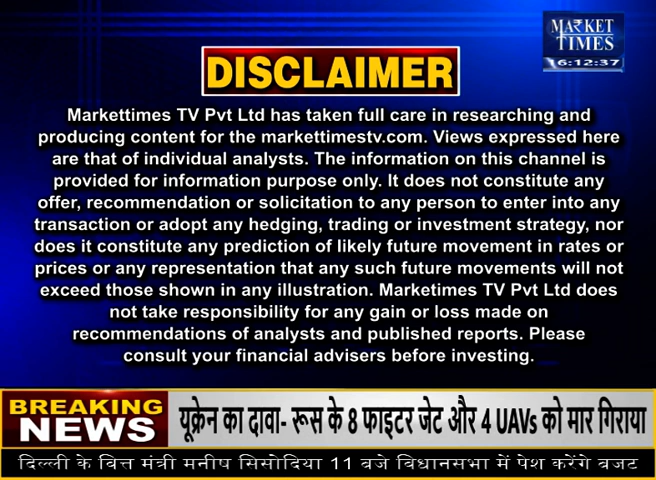 MARKET
TIMES
16:12:37
DISCLAIMER
Markettimes TV Pvt Ltd has taken full care in researching and
producing content for the markettimestv.com. Views expressed here
are that of individual analysts. The information on this channel is
provided for information purpose only. It does not constitute any
offer, recommendation or solicitation to any person to enter into any
transaction or adopt any hedging, trading or investment strategy, nor
does it constitute any prediction of likely future movement in rates or
prices or any representation that any such future movements will not
exceed those shown in any illustration. Marketimes TV Pvt Ltd does
not take responsibility for any gain or loss made on
recommendations of analysts and published reports. Please
consult your financial advisers before investing.
BREAKING
NEWS
यूक्रेन का दावा- रूस के 8 फाइटर जेट और 4 UAVs को मार गिराया
दिल्ली के वित्त मंत्री मनीष सिसोदिया 11 बजे विधानसभा में पेश करेंगे बजट